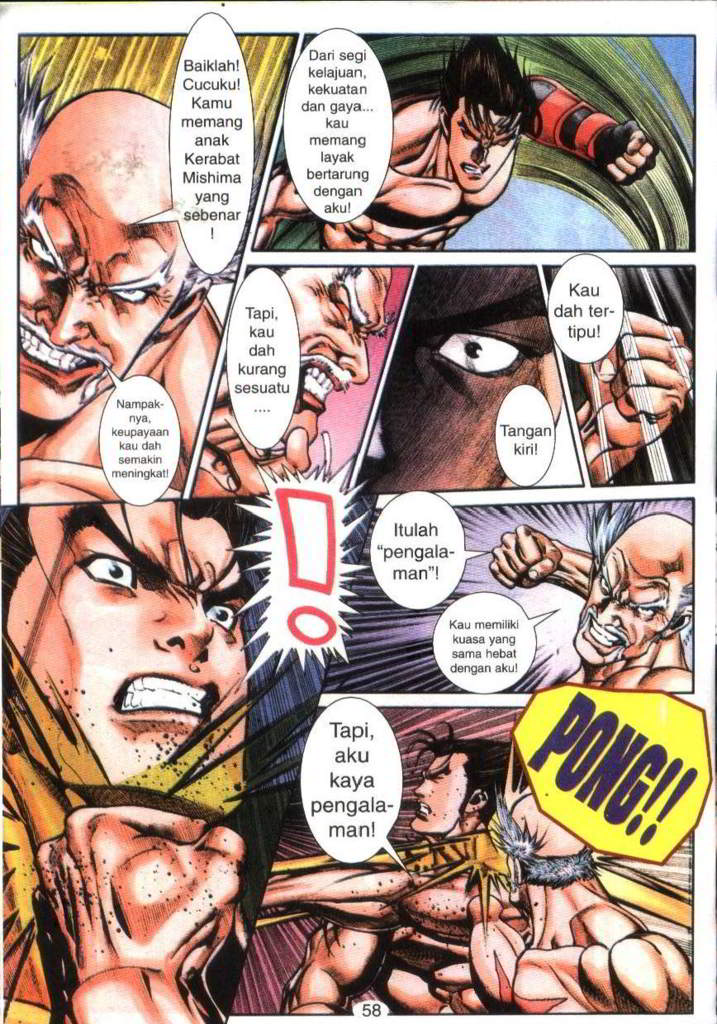 Baiklah!
Cucuku!
Kamu
memang
anak
Kerabat
Mishima
yang
sebenar
!
Dari segi
kelajuan,
kekuatan
dan gaya...
kau
memang
layak
bertarung
dengan
aku!
Nampak-
nya,
keupayaan
kau dah
semakin
meningkat!
Tapi,
kau
dah
kurang
sesuatu
....
Tangan
kiri!
Kau
dah ter-
tipu!
!
Itulah
"pengala-
man"!
Kau memiliki
kuasa yang
sama hebat
dengan aku!
Tapi,
aku
kaya
pengala-
man!
PONG!!
58